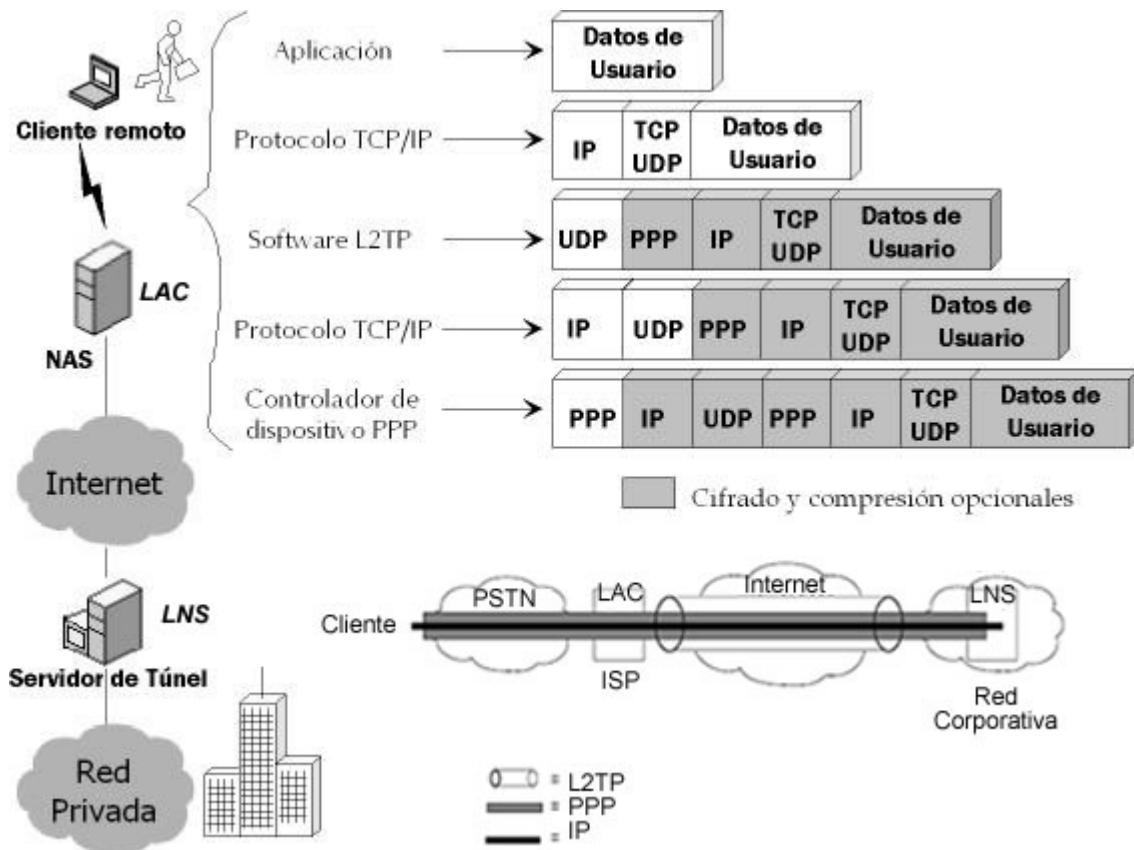 Cliente remoto
LAC
NAS
Internet
LNS
Servidor de Túnel
Red
Privada
Aplicación
Datos de
Usuario
Protocolo TCP/IP
IP
TCP
UDP
Datos de
Usuario
Software L2TP
UDP
PPP
IP
TCP
UDP
Datos de
Usuario
Protocolo TCP/IP
IP
UDP
PPP
IP
TCP
UDP
Datos de
Usuario
Controlador de
dispositivo PPP
PPP
IP
UDP
PPP
IP
TCP
UDP
Datos de
Usuario
Cifrado y compresión opcionales
Cliente
PSTN
LAC
ISP
Internet
LNS
Red
Corporativa
= L2TP
= PPP
= IP